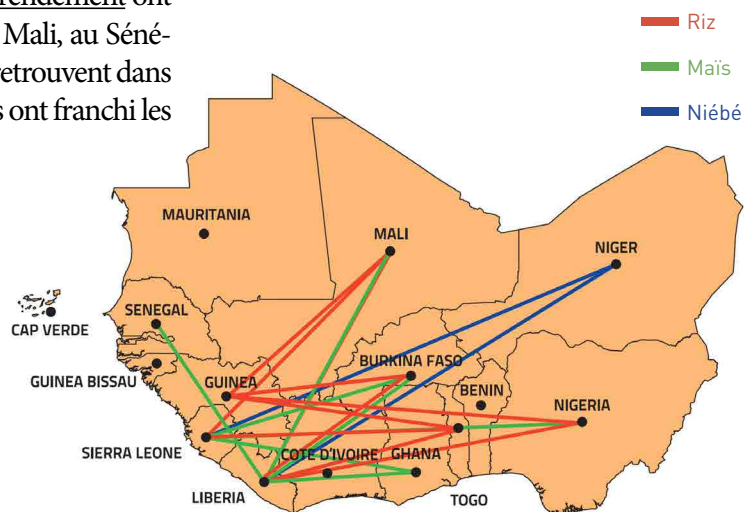 rendement ont
Mali, au Séné-
retrouvent dans
s ont franchi les
Riz
Maïs
Niébé
MAURITANIA
MALI
NIGER
SENEGAL
CAP VERDE
BURKINA FASO
GUINEA BISSAU
GUINEA
BENIN
NIGERIA
SIERRA LEONE
COTE D'IVOIRE
GHANA
LIBERIA
TOGO